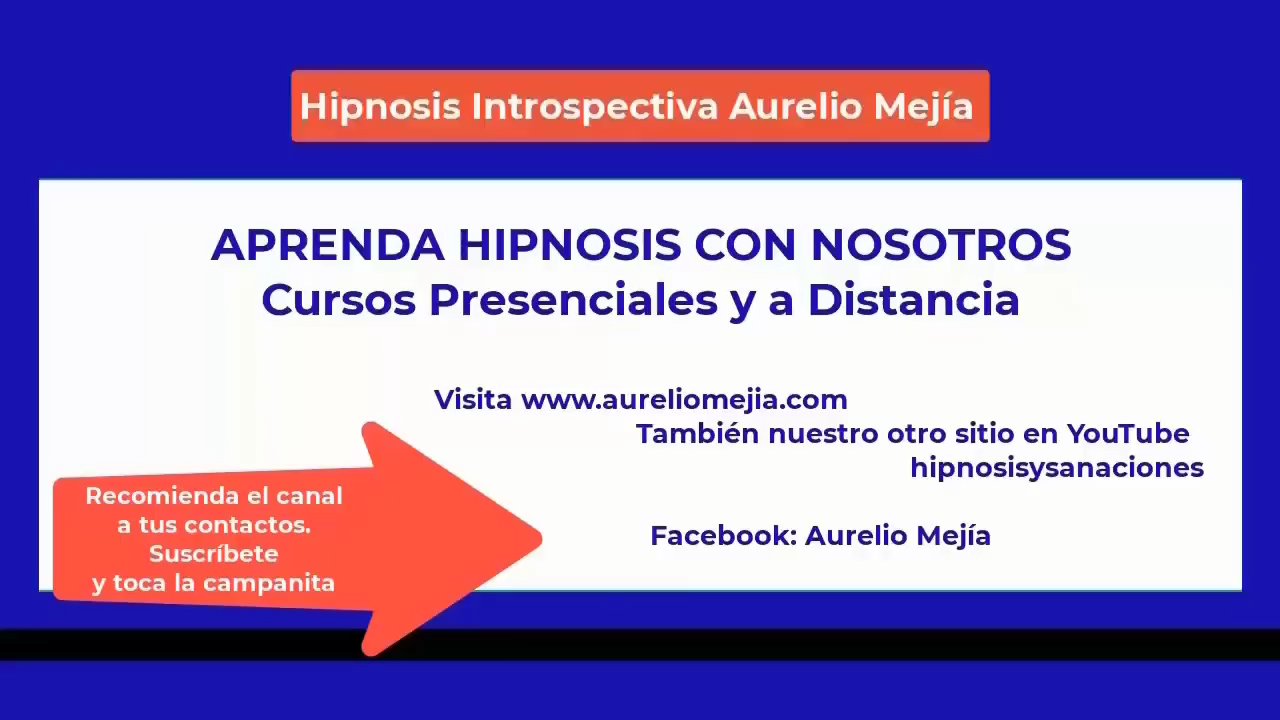 Hipnosis Introspectiva Aurelio Mejía
APRENDA HIPNOSIS CON NOSOTROS
Cursos Presenciales y a Distancia
Visita www.aureliomejia.com
También nuestro otro sitio en YouTube
hipnosisysanaciones
Facebook: Aurelio Mejía
Recomienda el canal
a tus contactos.
Suscríbete
y toca la campanita